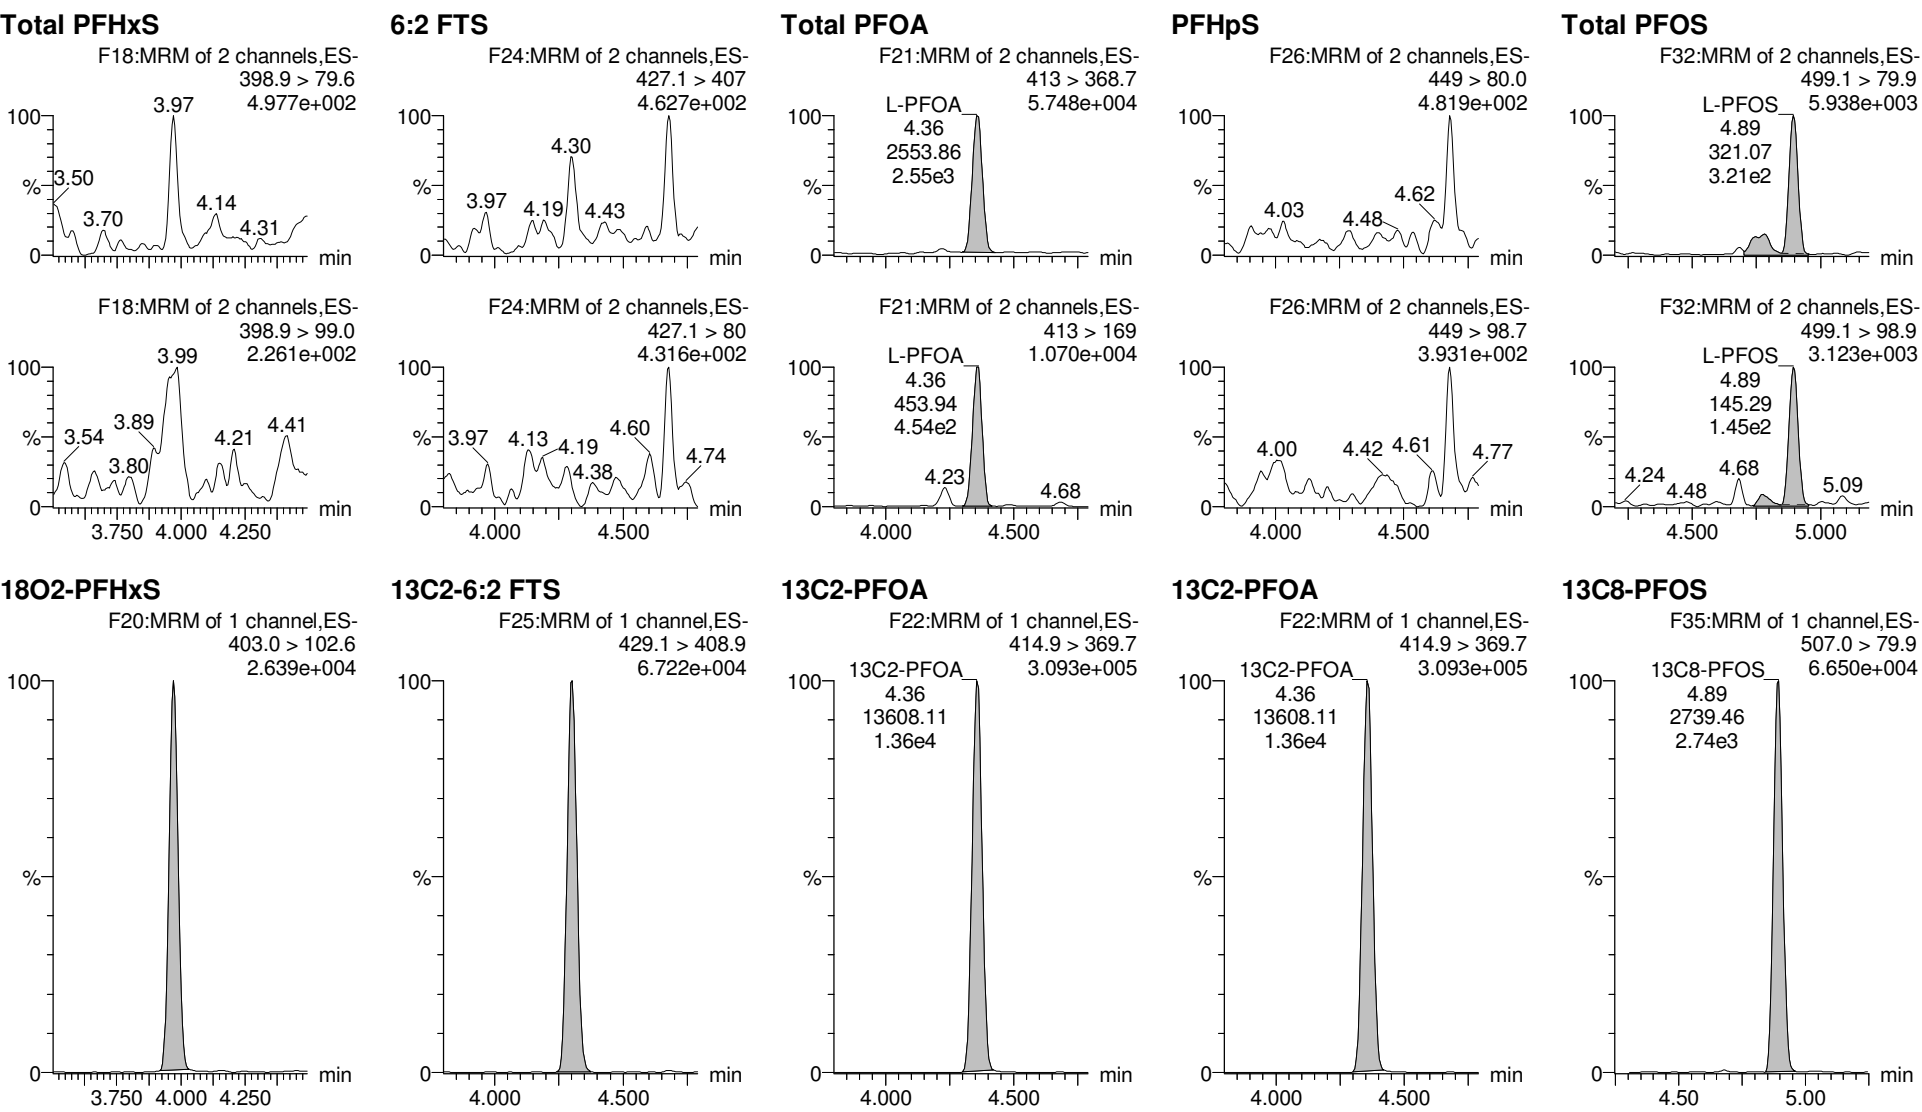 Total PFHxS
F18:MRM of 2 channels,ES-
398.9 > 79.6
4.977e+002
100
%
0
3.50
3.70
3.97
4.14
4.31
min
F18:MRM of 2 channels,ES-
398.9 > 99.0
2.261e+002
100
%
0
3.54
3.80
3.89
3.99
4.21
4.41
min
3.750 4.000 4.250
6:2 FTS
F24:MRM of 2 channels,ES-
427.1 > 407
4.627e+002
100
%
0
3.97
4.19
4.30
4.43
min
F24:MRM of 2 channels,ES-
427.1 > 80
4.316e+002
100
%
0
3.97
4.13
4.19
4.38
4.60
4.74
min
4.000 4.500
Total PFOA
F21:MRM of 2 channels,ES-
413 > 368.7
5.748e+004
L-PFOA
4.36
2553.86
2.55e3
100
%
0
min
F21:MRM of 2 channels,ES-
413 > 169
1.070e+004
L-PFOA
4.36
453.94
4.54e2
100
%
0
4.23
4.68
min
4.000 4.500
PFHpS
F26:MRM of 2 channels,ES-
449 > 80.0
4.819e+002
100
%
0
4.03
4.48
4.62
min
F26:MRM of 2 channels,ES-
449 > 98.7
3.931e+002
100
%
0
4.00
4.42
4.61
4.77
min
4.000 4.500
Total PFOS
F32:MRM of 2 channels,ES-
499.1 > 79.9
5.938e+003
L-PFOS
4.89
321.07
3.21e2
100
%
0
min
F32:MRM of 2 channels,ES-
499.1 > 98.9
3.123e+003
L-PFOS
4.89
145.29
1.45e2
100
%
0
4.24
4.48
4.68
5.09
min
4.500 5.000
18O2-PFHxS
F20:MRM of 1 channel,ES-
403.0 > 102.6
2.639e+004
100
%
0
min
3.750 4.000 4.250
13C2-6:2 FTS
F25:MRM of 1 channel,ES-
429.1 > 408.9
6.722e+004
100
%
0
min
4.000 4.500
13C2-PFOA
F22:MRM of 1 channel,ES-
414.9 > 369.7
3.093e+005
13C2-PFOA
4.36
13608.11
1.36e4
100
%
0
min
4.000 4.500
13C2-PFOA
F22:MRM of 1 channel,ES-
414.9 > 369.7
3.093e+005
13C2-PFOA
4.36
13608.11
1.36e4
100
%
0
min
4.000 4.500
13C8-PFOS
F35:MRM of 1 channel,ES-
507.0 > 79.9
6.650e+004
13C8-PFOS
4.89
2739.46
2.74e3
100
%
0
min
4.50 5.00